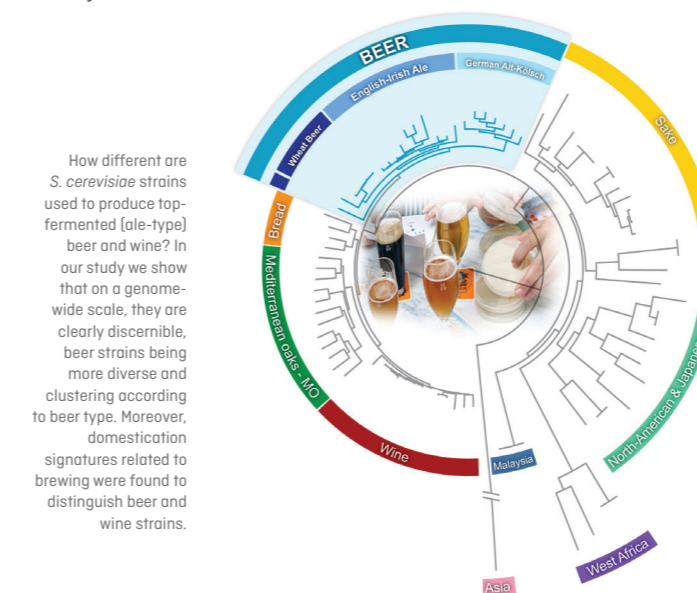 How different are
S. cerevisiae strains
used to produce top-
fermented (ale-type)
beer and wine? In
our study we show
that on a genome-
wide scale, they are
clearly discernible,
beer strains being
more diverse and
clustering according
to beer type. Moreover,
domestication
signatures related to
brewing were found to
distinguish beer and
wine strains.
BEER
English-Irish Ale
German Alt-Kölsch
Wheat Beer
Sake
Bread
Mediterranean oaks - MO
Wine
Malaysia
North-American &
West Africa
Asia